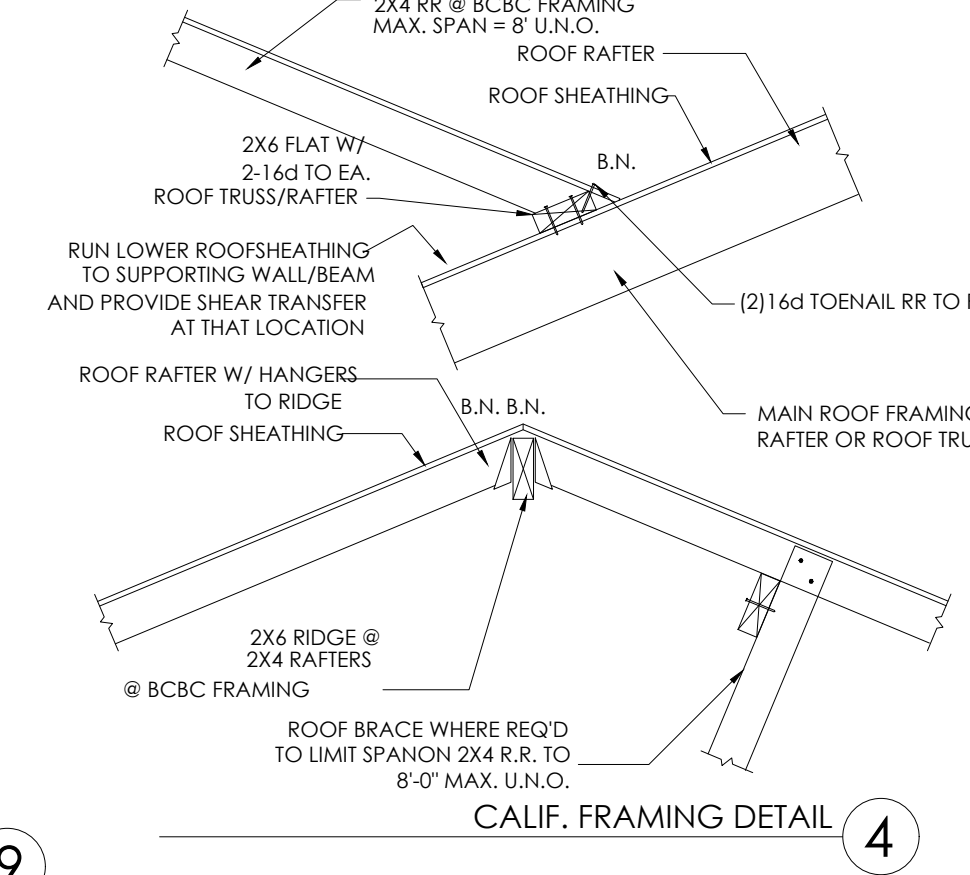 2X4 RR @ BCBC FRAMING
MAX. SPAN = 8' U.N.O.
ROOF RAFTER
ROOF SHEATHING
B.N.
2X6 FLAT W/
2-16d TO EA.
ROOF TRUSS/RAFTER
RUN LOWER ROOFSHEATHING
TO SUPPORTING WALL/BEAM
AND PROVIDE SHEAR TRANSFER
AT THAT LOCATION
(2)16d TOENAIL RR TO
MAIN ROOF FRAMING
RAFTER OR ROOF
ROOF RAFTER W/ HANGERS
TO RIDGE
ROOF SHEATHING
B.N. B.N.
2X6 RIDGE @
2X4 RAFTERS
@ BCBC FRAMING
ROOF BRACE WHERE REQ'D
TO LIMIT SPANON 2X4 R.R. TO
8'-0" MAX. U.N.O.
CALIF. FRAMING DETAIL
4
9